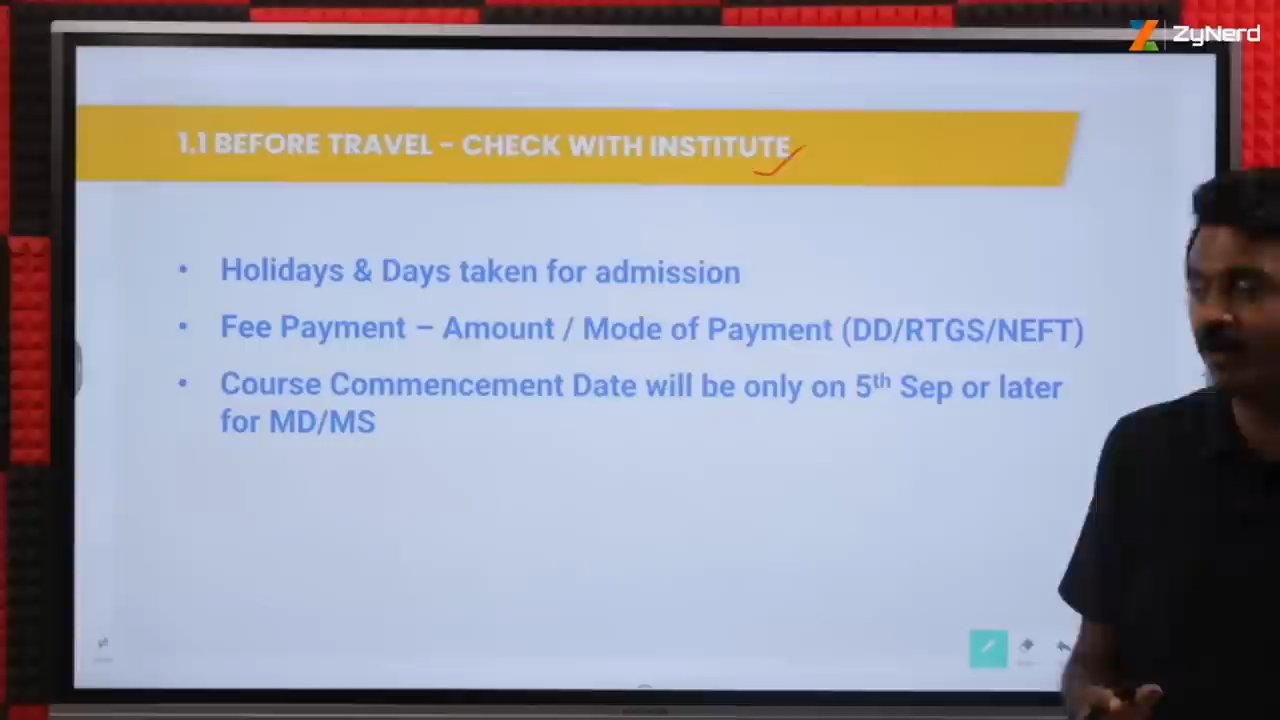 ZyNerd
1.1 BEFORE TRAVEL - CHECK WITH INSTITUTE
• Holidays & Days taken for admission
• Fee Payment – Amount / Mode of Payment (DD/RTGS/NEFT)
• Course Commencement Date will be only on 5th Sep or later
for MD/MS